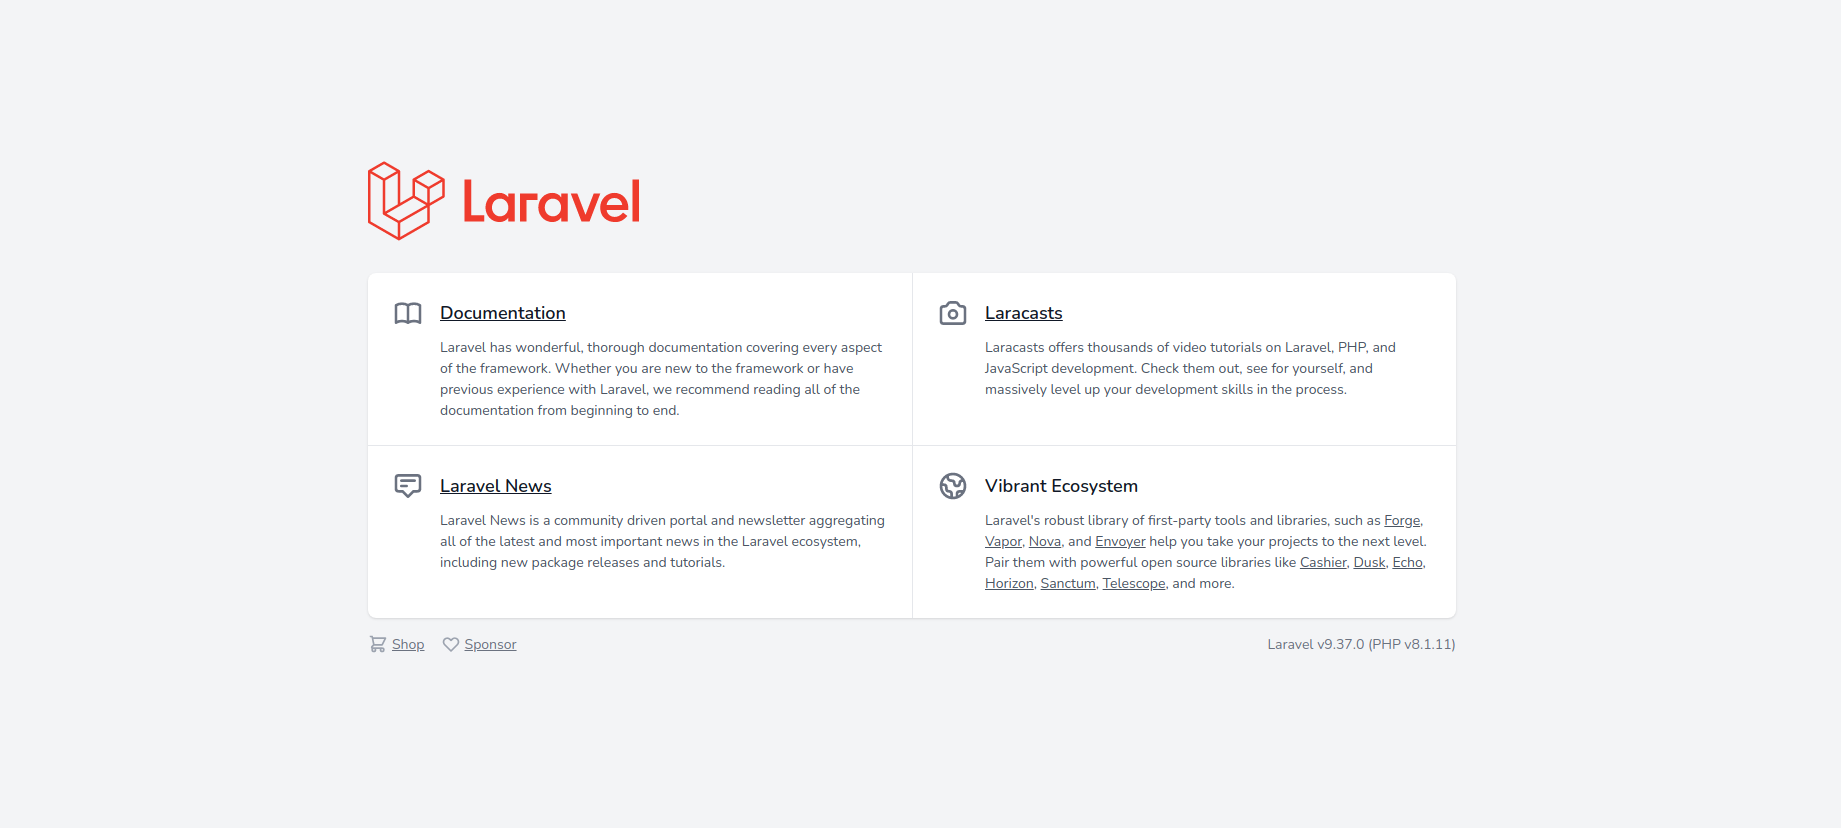 Laravel
Documentation
Laravel has wonderful, thorough documentation covering every aspect
of the framework. Whether you are new to the framework or have
previous experience with Laravel, we recommend reading all of the
documentation from beginning to end.
Laracasts
Laracasts offers thousands of video tutorials on Laravel, PHP, and
JavaScript development. Check them out, see for yourself, and
massively level up your development skills in the process.
Laravel News
Laravel News is a community driven portal and newsletter aggregating
all of the latest and most important news in the Laravel ecosystem,
including new package releases and tutorials.
Vibrant Ecosystem
Laravel's robust library of first-party tools and libraries, such as Forge,
Vapor, Nova, and Envoyer help you take your projects to the next level.
Pair them with powerful open source libraries like Cashier, Dusk, Echo,
Horizon, Sanctum, Telescope, and more.
Shop
Sponsor
Laravel v9.37.0 (PHP v8.1.11)